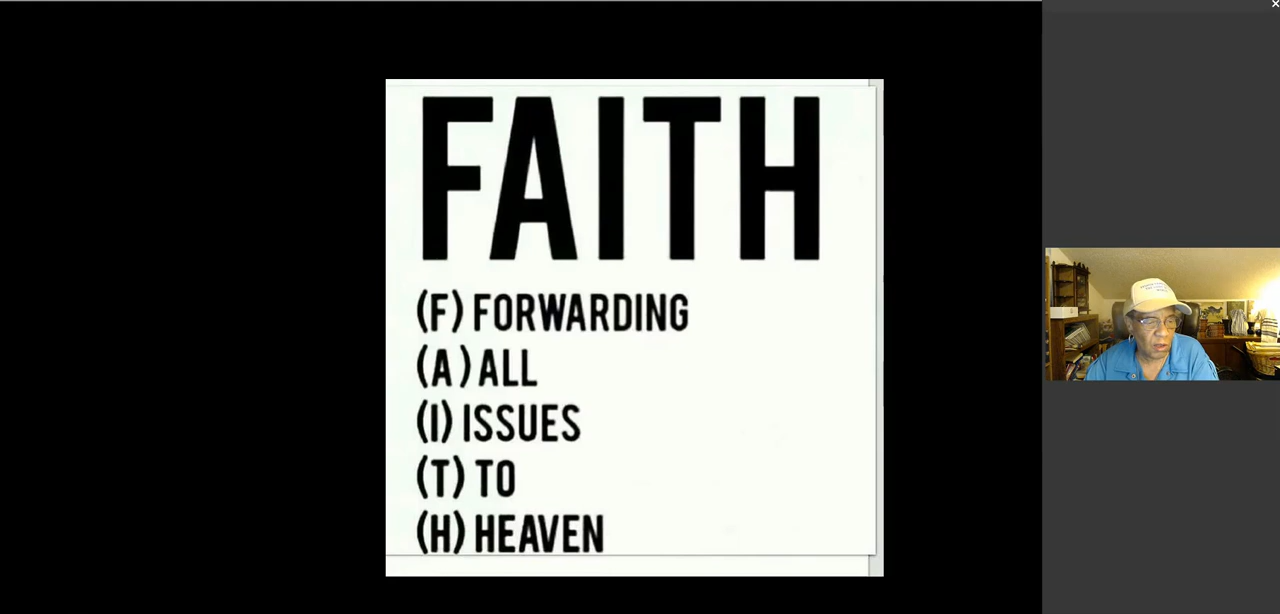 FAITH
(F) FORWARDING
(A) ALL
(I) ISSUES
(T) TO
(H) HEAVEN